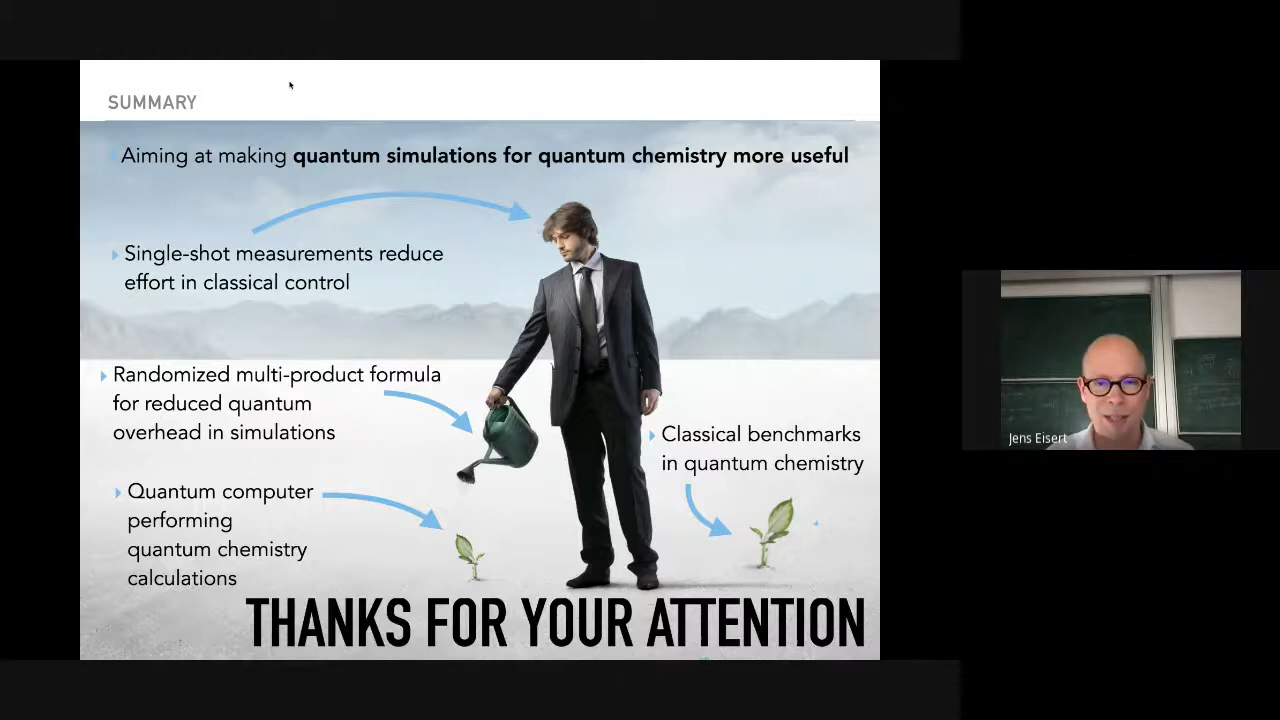 SUMMARY
Aiming at making quantum simulations for quantum chemistry more useful
Single-shot measurements reduce
effort in classical control
Randomized multi-product formula
for reduced quantum
overhead in simulations
Classical benchmarks
in quantum chemistry
Quantum computer
performing
quantum chemistry
calculations
THANKS FOR YOUR ATTENTION
Jens Eisert